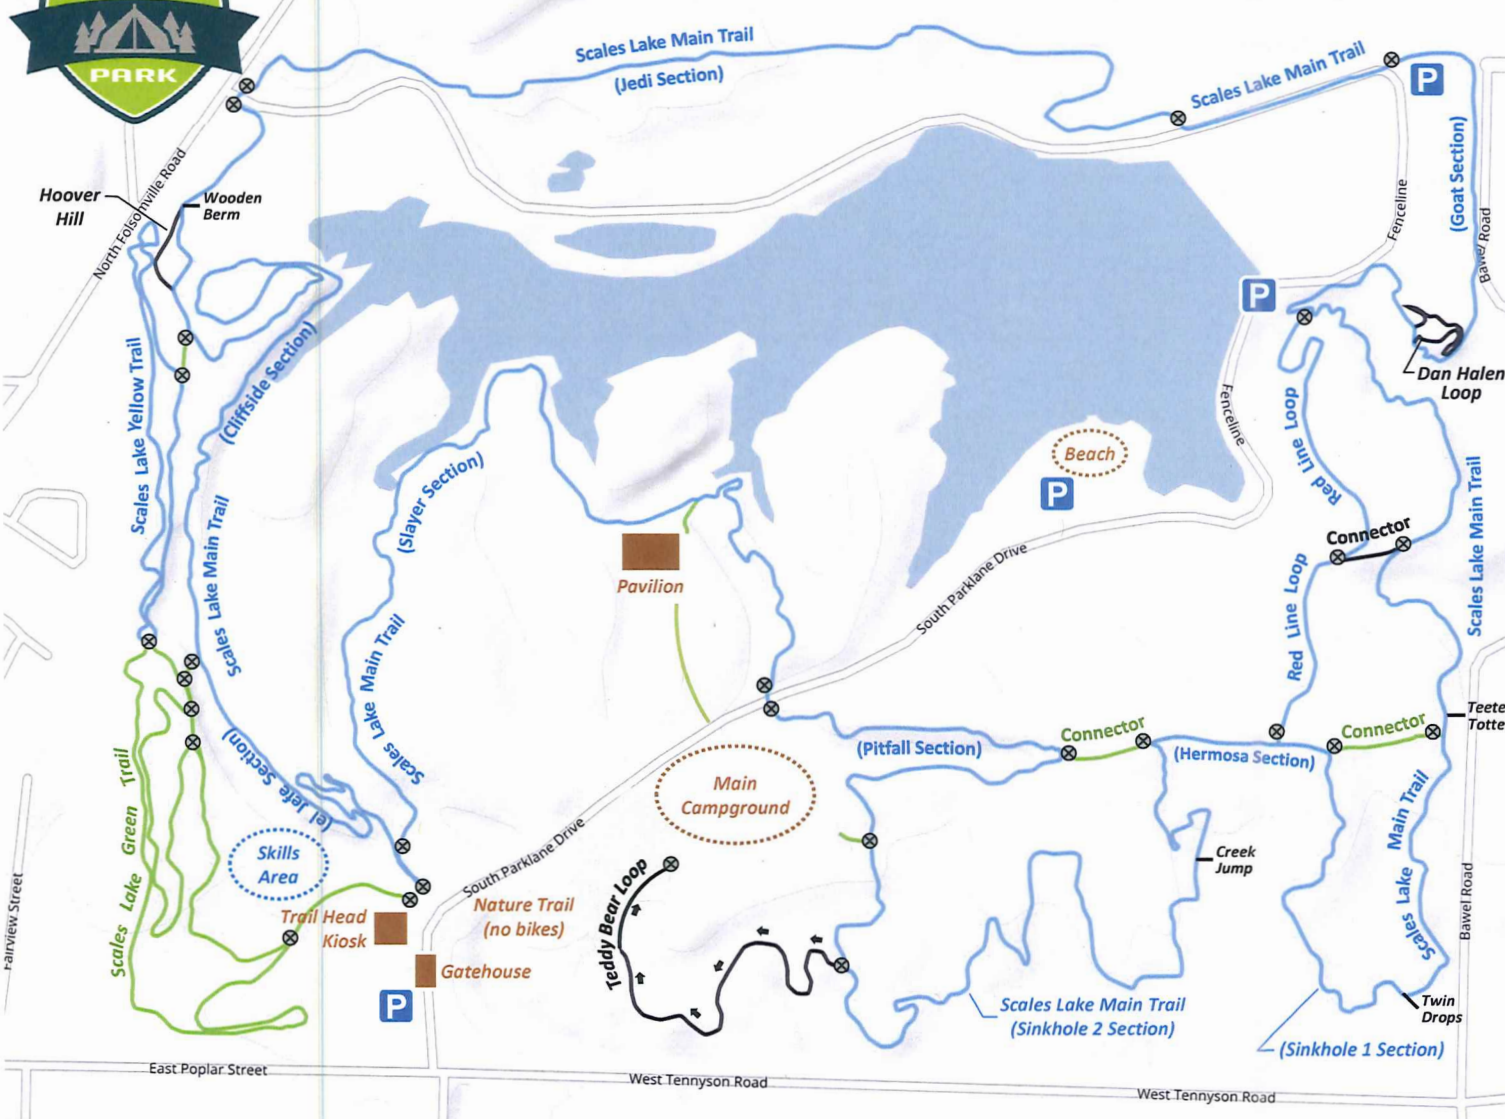 PARK
Scales Lake Main Trail
(Jedi Section)
Scales Lake Main Trail
P
(Goat Section)
Fenceline
Bawel Road
Hoover
Hill
North Folsomville Road
Wooden
Berm
P
Dan Halen
Loop
Scales Lake Yellow Trail
(Cliffside Section)
Fenceline
Red Line Loop
Beach
P
(Slayer Section)
Scales Lake Main Trail
Scales Lake Main Trail
Connector
Pavilion
South Parklane Drive
Red Line Loop
Scales Lake Main Trail
Teete
Totte
Connector
Connector
(Pitfall Section)
(Hermosa Section)
Scales Lake Green Trail
(el Jefe Section)
Main
Campground
Scales Lake Main Trail
Skills
Area
South Parklane Drive
Creek
Jump
Fairview Street
Trail Head
Kiosk
Nature Trail
(no bikes)
Teddy Bear Loop
Bawel Road
Gatehouse
P
Scales Lake Main Trail
(Sinkhole 2 Section)
Twin
Drops
(Sinkhole 1 Section)
East Poplar Street
West Tennyson Road
West Tennyson Road